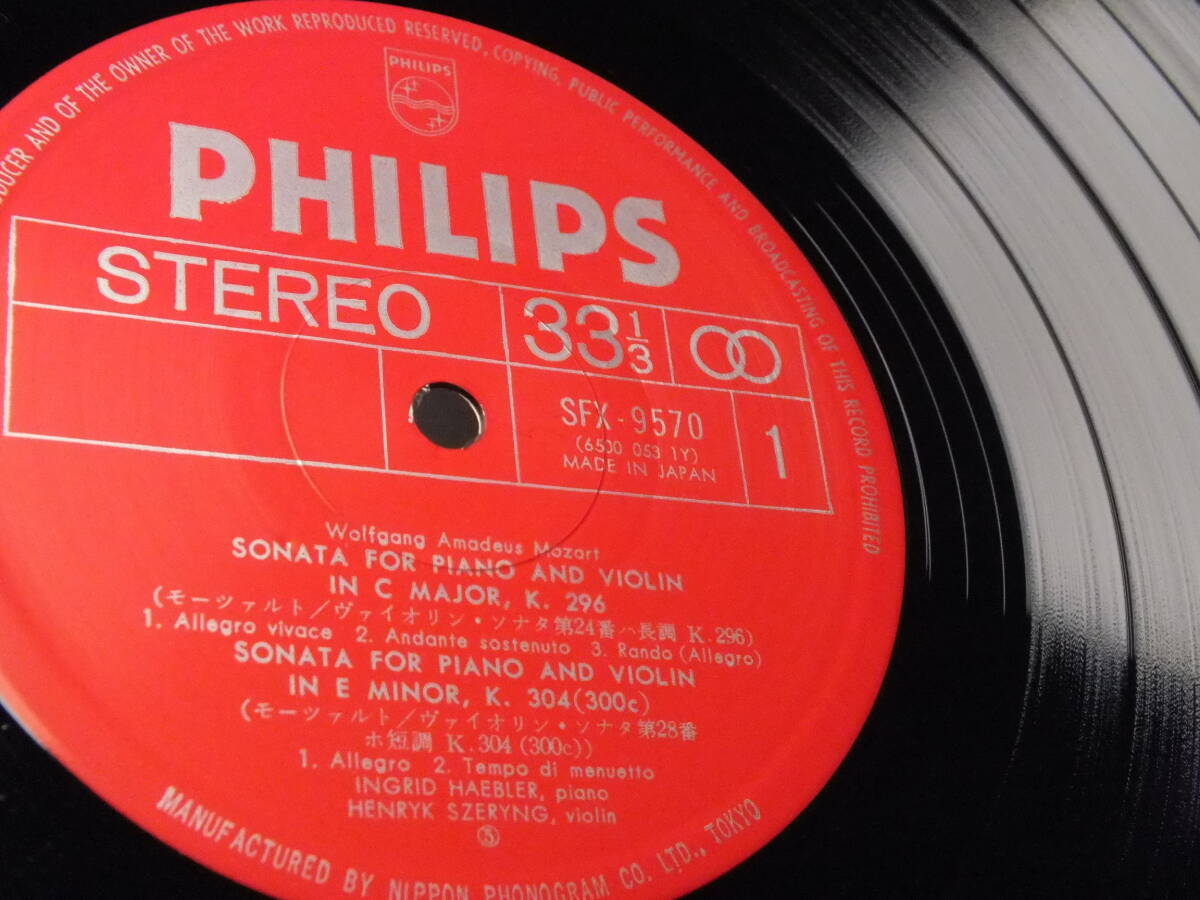 DUCER AND OF THE OWNER OF THE WORK REPRODUCED RESERVED, COPYING, PUBLIC PERFORMANCE AND BROADCASTING OF THIS RECORD PROHIBITED
PHILIPS
PHILIPS
STEREO
33 1/3
SFX-9570
(6500 053 1Y)
MADE IN JAPAN
1
Wolfgang Amadeus Mozart
SONATA FOR PIANO AND VIOLIN
IN C MAJOR, K. 296
(モーツァルト/ヴァイオリン・ソナタ第24番ハ長調 K.296)
1. Allegro vivace 2. Andante sostenuto 3. Rando (Allegro)
SONATA FOR PIANO AND VIOLIN
IN E MINOR, K. 304(300c)
(モーツァルト/ヴァイオリン・ソナタ第28番
ホ短調 K.304 (300c))
1. Allegro 2. Tempo di menuetto
INGRID HAEBLER, piano
HENRYK SZERYNG, violin
MANUFACTURED BY NIPPON PHONOGRAM CO. LTD., TOKYO